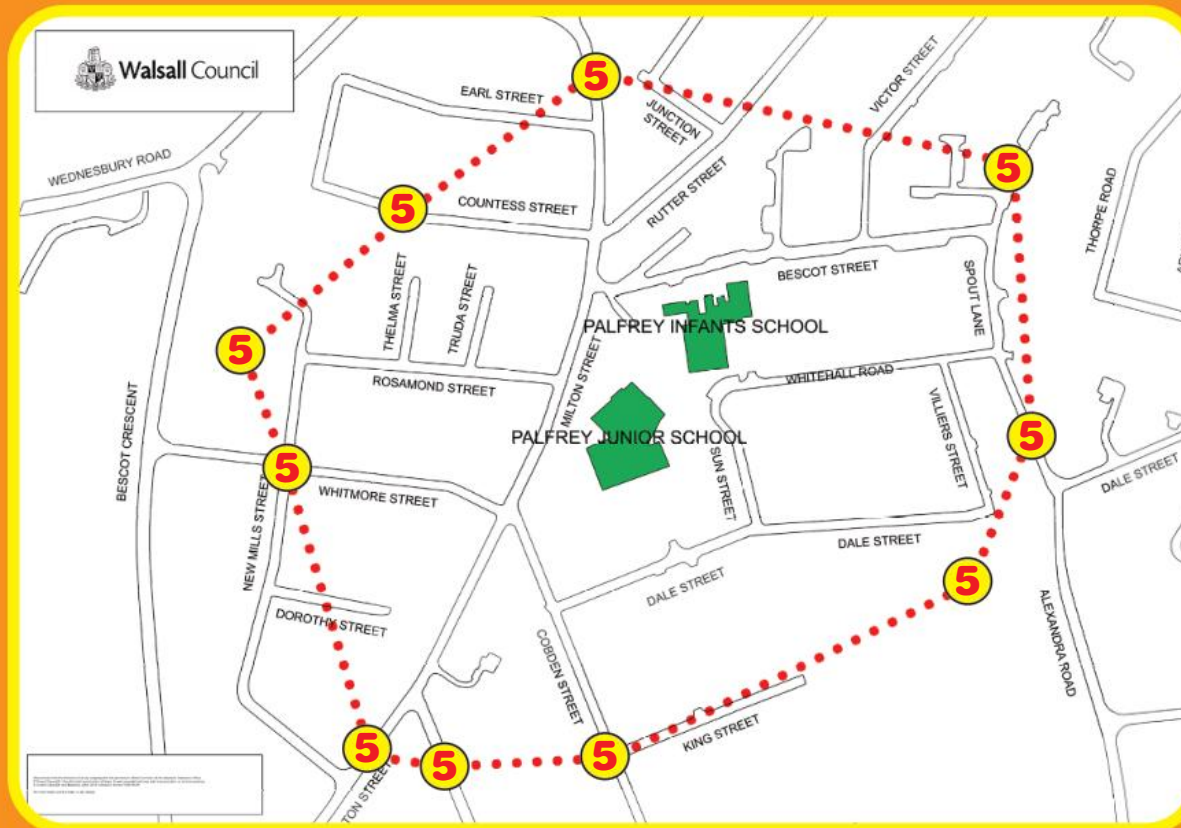 Walsall Council
EARL STREET
5
JUNCTION
STREET
VICTOR STREET
WEDNESBURY ROAD
5
5
COUNTESS STREET
RUTTER STREET
THORPE ROAD
BESCOT STREET
SPOUT LANE
THELMA STREET
TRUDA STREET
PALFREY INFANTS SCHOOL
5
ROSAMOND STREET
MILTON STREET
WHITEHALL ROAD
VILLIERS STREET
BESCOT CRESCENT
PALFREY JUNIOR SCHOOL
5
5
SUN STREET
DALE STREET
WHITMORE STREET
NEW MILLS STREET
DALE STREET
DALE STREET
5
DOROTHY STREET
COBDEN STREET
ALEXANDRA ROAD
KING STREET
5
5
5
TON STREET